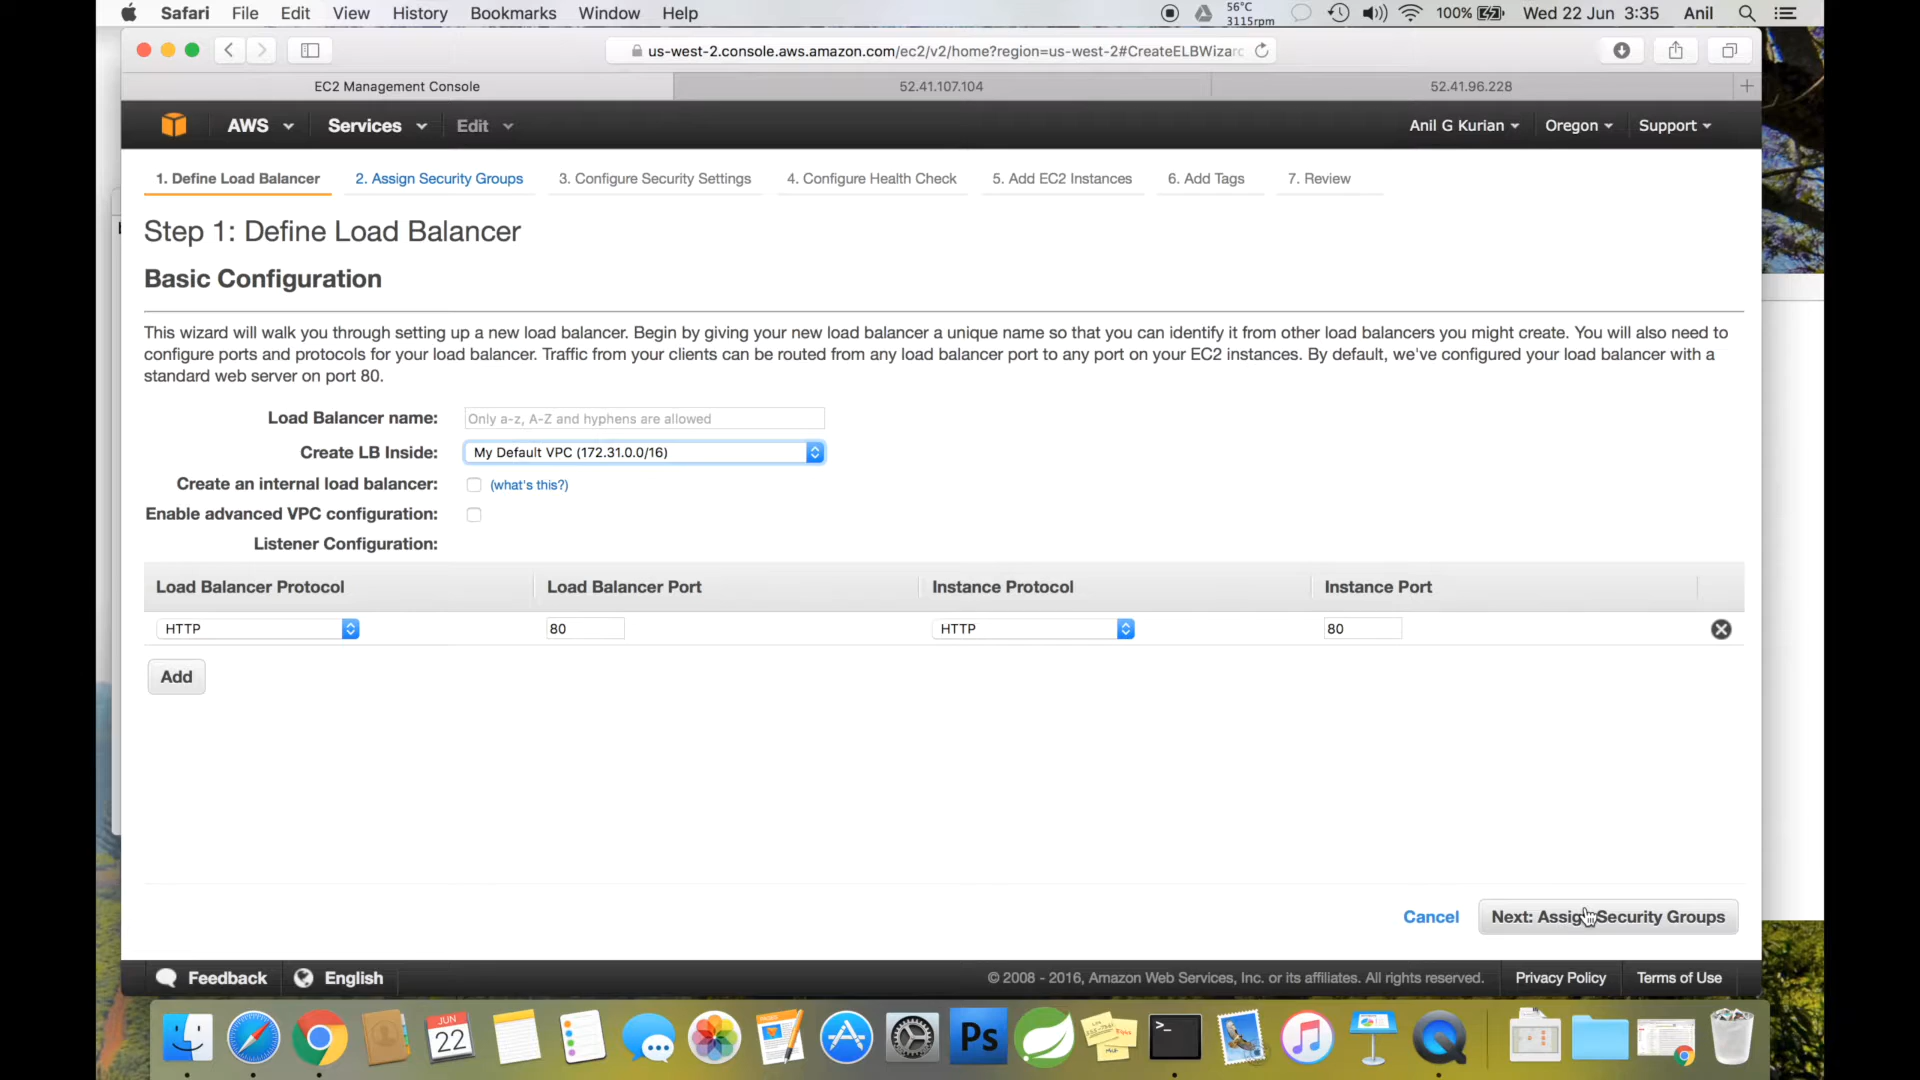 Safari File Edit View History Bookmarks Window Help 56°C 3115rpm 100% Wed 22 Jun 3:35 Anil
us-west-2.console.aws.amazon.com/ec2/v2/home?region=us-west-2#CreateELBWizarc
EC2 Management Console 52.41.107.104 52.41.96.228
AWS Services Edit Anil G Kurian Oregon Support
1. Define Load Balancer 2. Assign Security Groups 3. Configure Security Settings 4. Configure Health Check 5. Add EC2 Instances 6. Add Tags 7. Review
Step 1: Define Load Balancer
Basic Configuration
This wizard will walk you through setting up a new load balancer. Begin by giving your new load balancer a unique name so that you can identify it from other load balancers you might create. You will also need to
configure ports and protocols for your load balancer. Traffic from your clients can be routed from any load balancer port to any port on your EC2 instances. By default, we've configured your load balancer with a
standard web server on port 80.
Load Balancer name: Only a-z, A-Z and hyphens are allowed
Create LB Inside: My Default VPC (172.31.0.0/16)
Create an internal load balancer: (what's this?)
Enable advanced VPC configuration:
Listener Configuration:
Load Balancer Protocol Load Balancer Port Instance Protocol Instance Port
HTTP 80 HTTP 80
Add
Cancel Next: Assign Security Groups
Feedback English © 2008 - 2016, Amazon Web Services, Inc. or its affiliates. All rights reserved. Privacy Policy Terms of Use
JUN
22
Ps